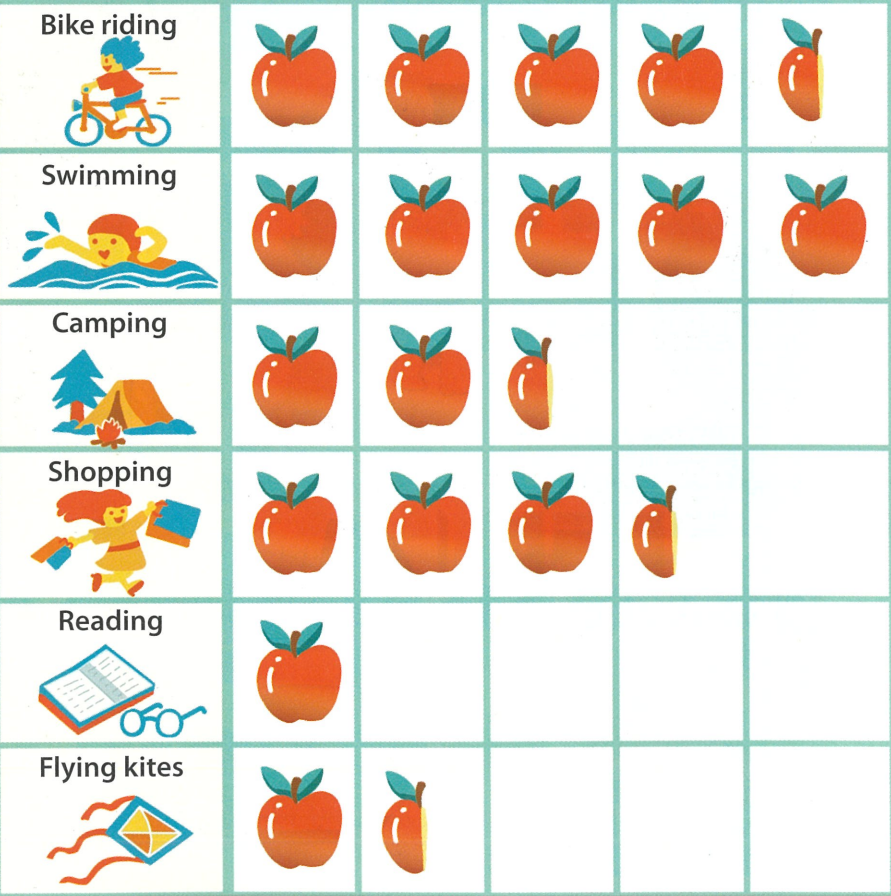 Bike riding
Swimming
Camping
Shopping
Reading
Flying kites